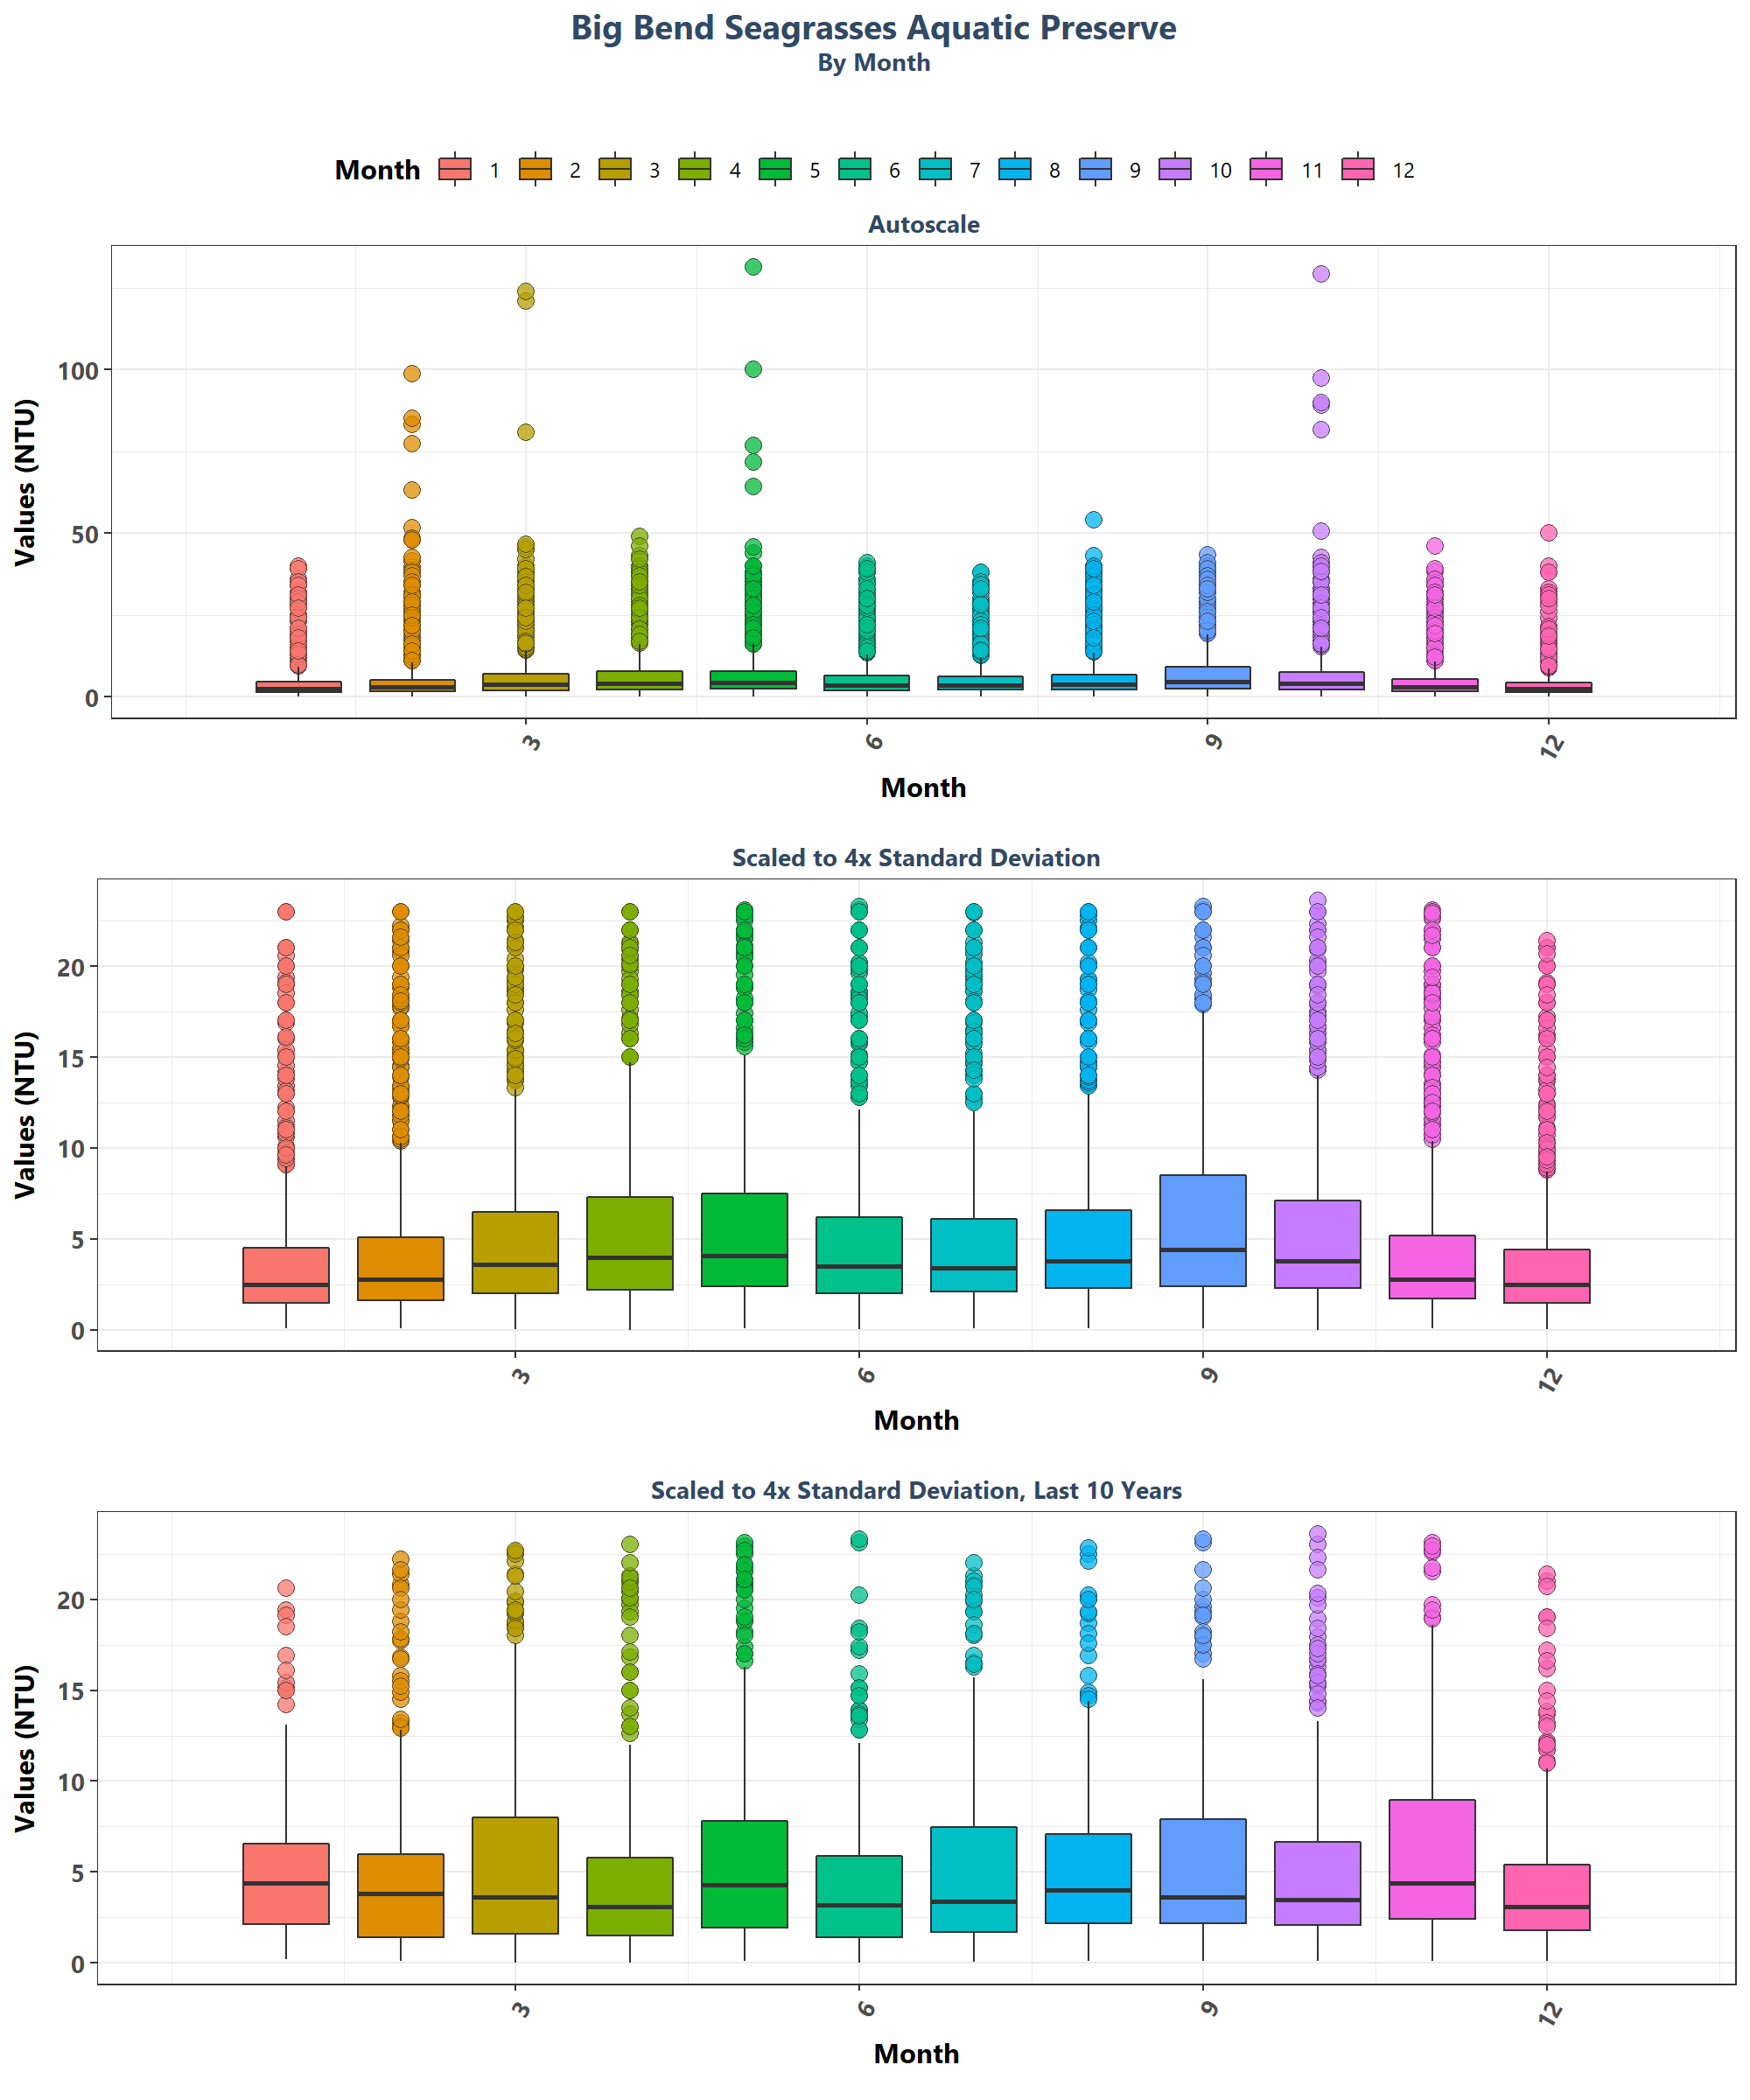 Big Bend Seagrasses Aquatic Preserve
By Month
Month 1 2 3 4 5 6 7 8 9 10 11 12
Autoscale
Values (NTU)
100
50
0
3 6 9 12
Month
Scaled to 4x Standard Deviation
Values (NTU)
20
15
10
5
0
3 6 9 12
Month
Scaled to 4x Standard Deviation, Last 10 Years
Values (NTU)
20
15
10
5
0
3 6 9 12
Month